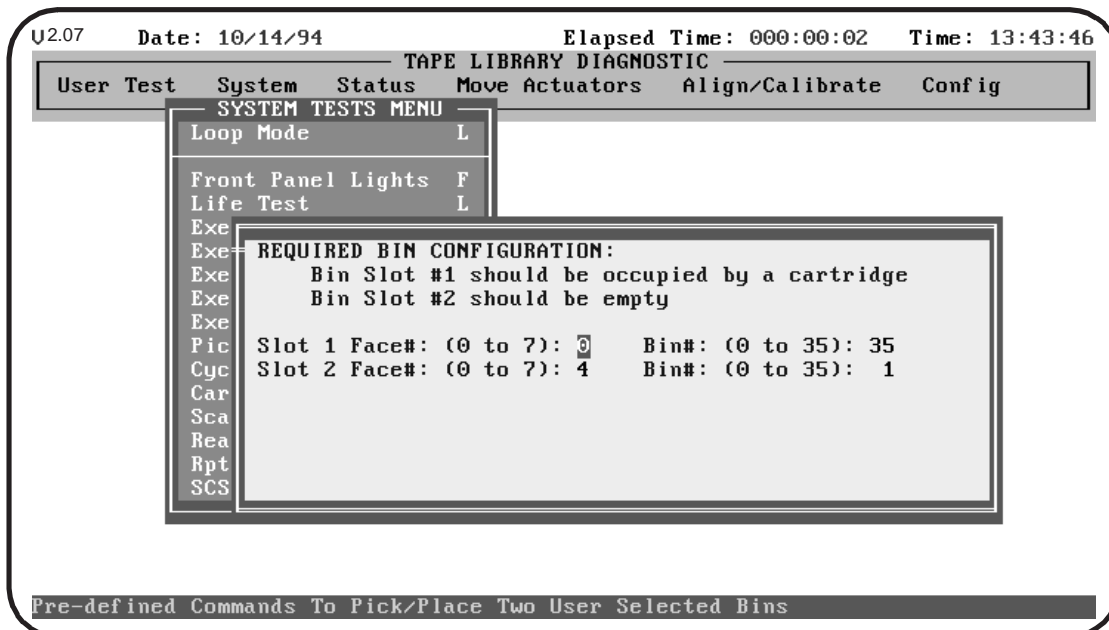 V2.07 Date: 10/14/94 Elapsed Time: 000:00:02 Time: 13:43:46
TAPE LIBRARY DIAGNOSTIC
User Test System Status Move Actuators Align/Calibrate Config
SYSTEM TESTS MENU
Loop Mode L
Front Panel Lights F
Life Test L
Exe
Exe
Exe
Exe
Exe
Pic
Cyc
Car
Sca
Rea
Rpt
SCS
REQUIRED BIN CONFIGURATION:
Bin Slot #1 should be occupied by a cartridge
Bin Slot #2 should be empty
Slot 1 Face#: (0 to 7): 0 Bin#: (0 to 35): 35
Slot 2 Face#: (0 to 7): 4 Bin#: (0 to 35): 1
Pre-defined Commands To Pick/Place Two User Selected Bins